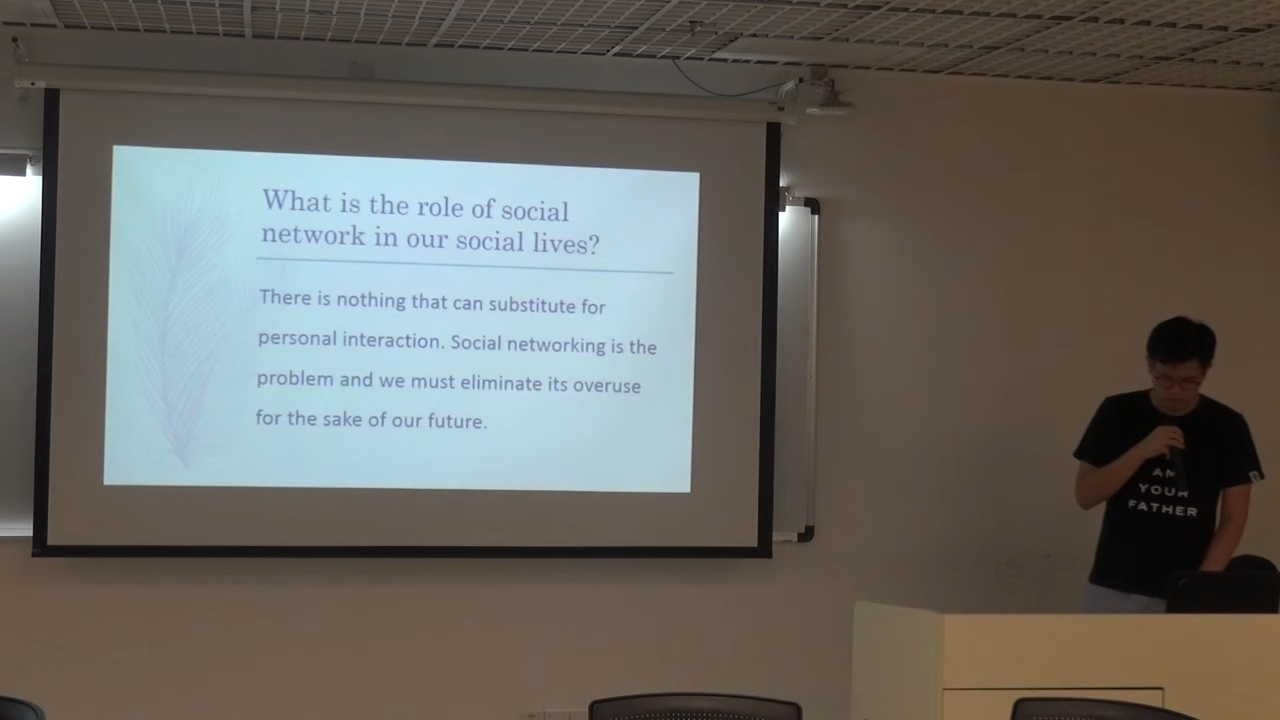 What is the role of social
network in our social lives?
There is nothing that can substitute for
personal interaction. Social networking is the
problem and we must eliminate its overuse
for the sake of our future.
AM
YOUR
FATHER